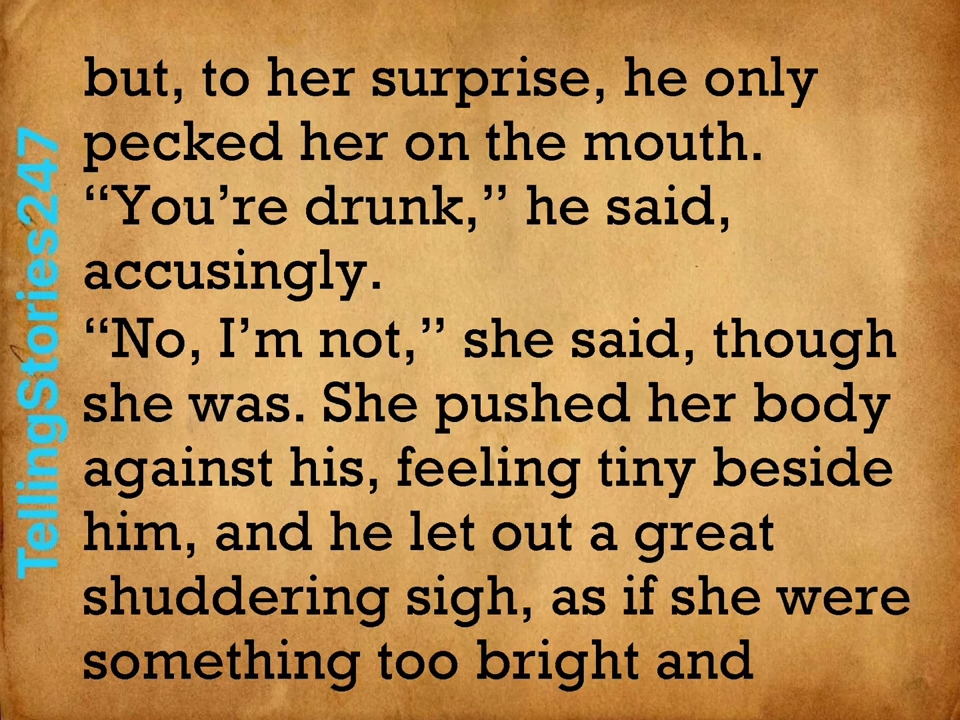 but, to her surprise, he only
pecked her on the mouth.
“You’re drunk,” he said,
accusingly.
“No, I’m not,” she said, though
she was. She pushed her body
against his, feeling tiny beside
him, and he let out a great
shuddering sigh, as if she were
something too bright and
TellingStories247